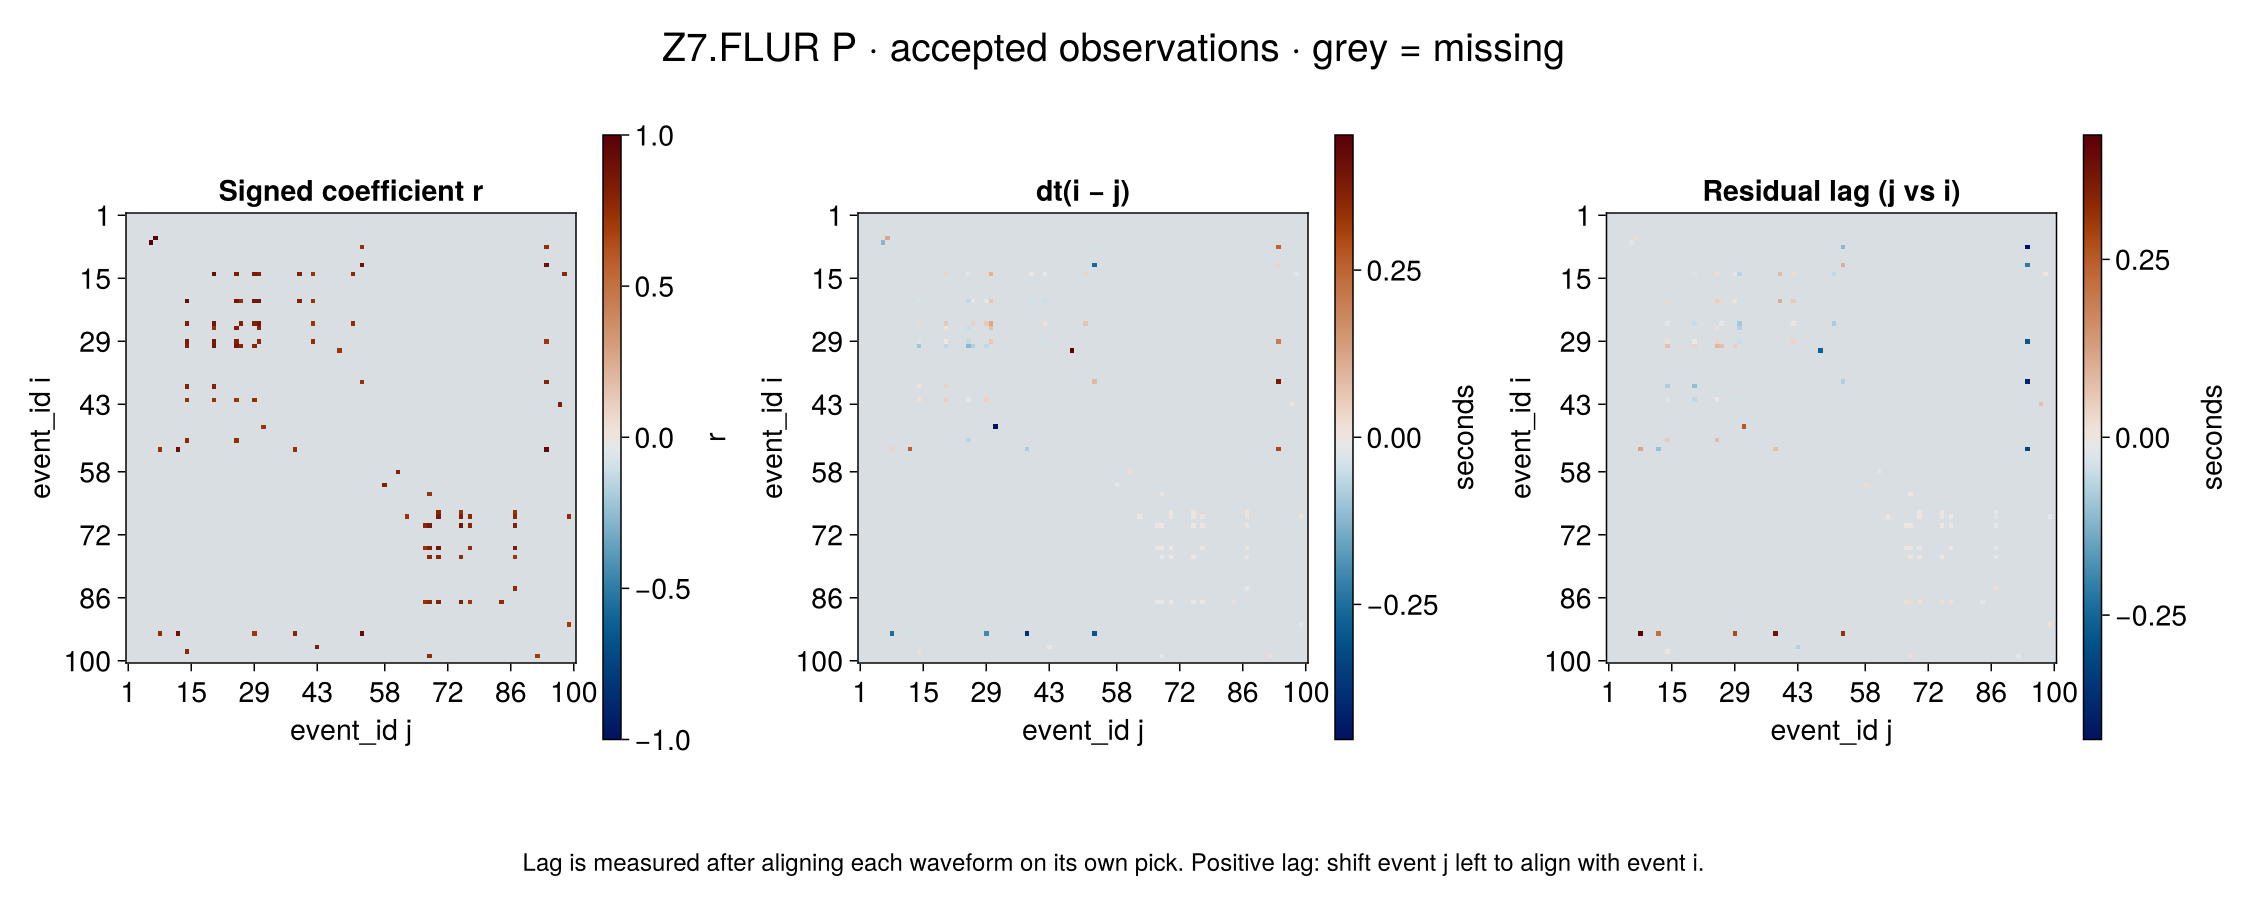 Z7.FLUR P · accepted observations · grey = missing
Signed coefficient r
event_id i
1
15
29
43
58
72
86
100
1 15 29 43 58 72 86 100
event_id j
1.0
0.5
0.0
−0.5
−1.0
r
dt(i − j)
event_id i
1
15
29
43
58
72
86
100
1 15 29 43 58 72 86 100
event_id j
0.25
0.00
−0.25
seconds
Residual lag (j vs i)
event_id i
1
15
29
43
58
72
86
100
1 15 29 43 58 72 86 100
event_id j
0.25
0.00
−0.25
seconds
Lag is measured after aligning each waveform on its own pick. Positive lag: shift event j left to align with event i.